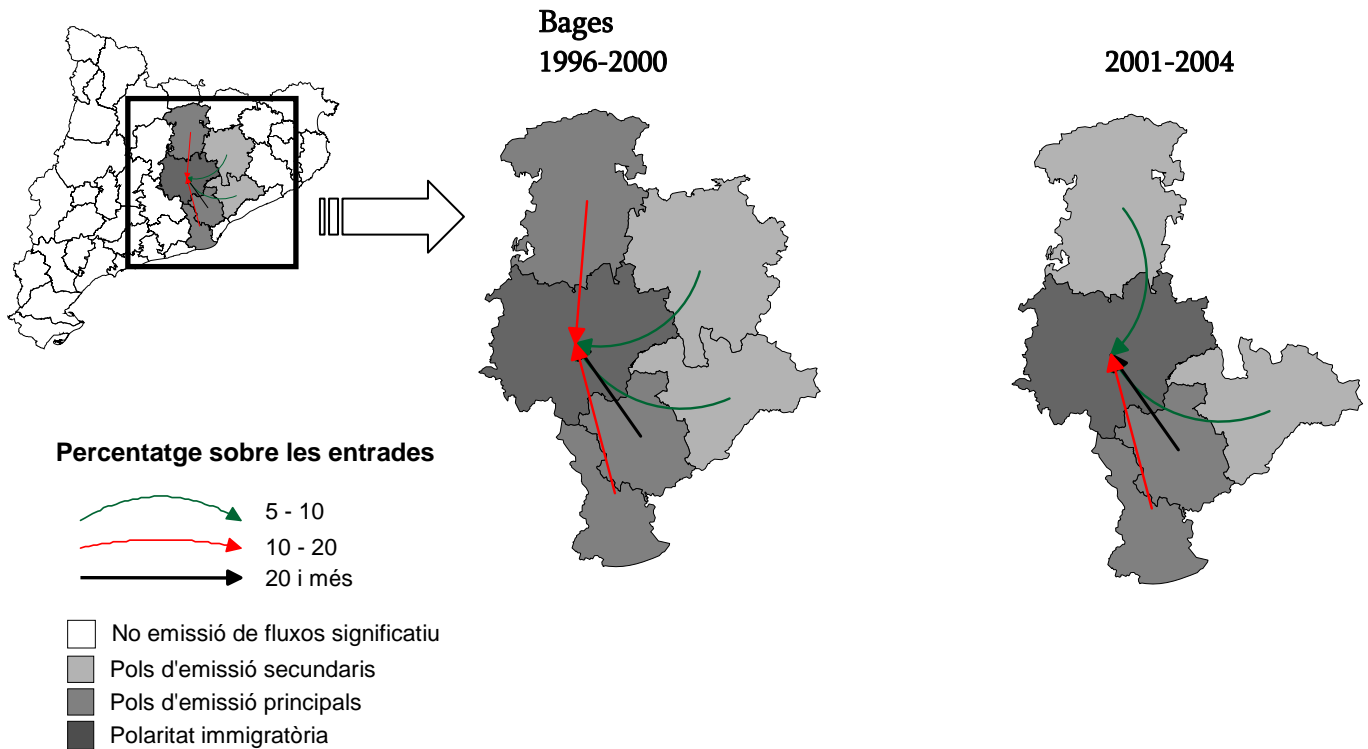 Bages
1996-2000
2001-2004
Percentatge sobre les entrades
5 - 10
10 - 20
20 i més
No emissió de fluxos significatiu
Pols d'emissió secundaris
Pols d'emissió principals
Polaritat immigratòria